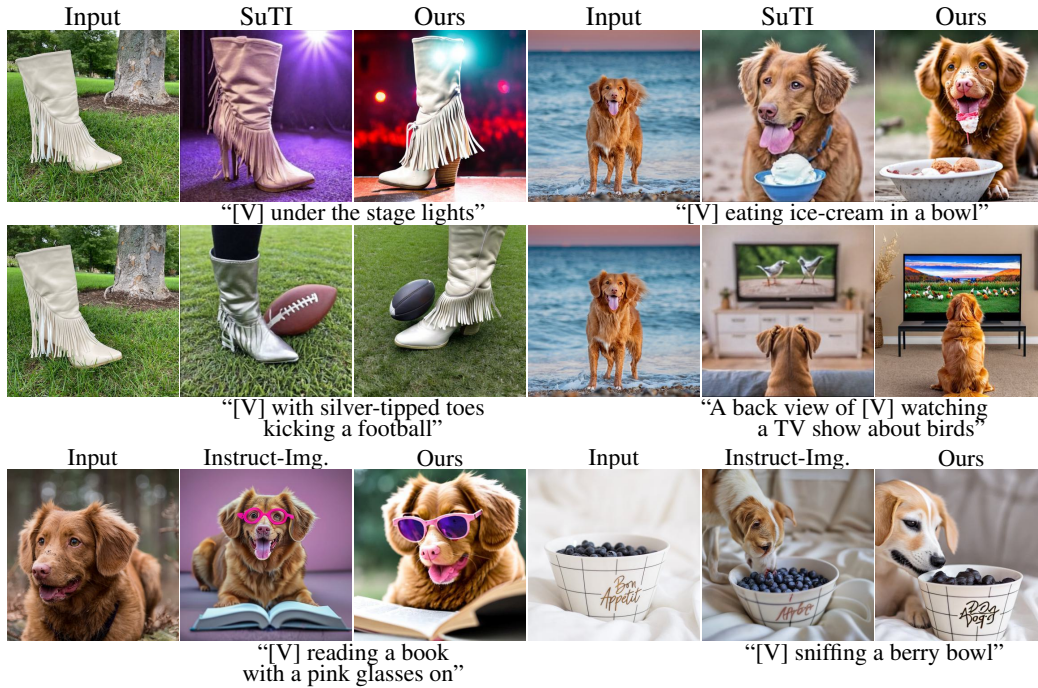 Input SuTI Ours Input SuTI Ours
“[V] under the stage lights” “[V] eating ice-cream in a bowl”
“[V] with silver-tipped toes
kicking a football”
“A back view of [V] watching
a TV show about birds”
Input Instruct-Img. Ours Input Instruct-Img. Ours
Bon
Appetit
DOg
Dogs
“[V] reading a book
with a pink glasses on”
“[V] sniffing a berry bowl”